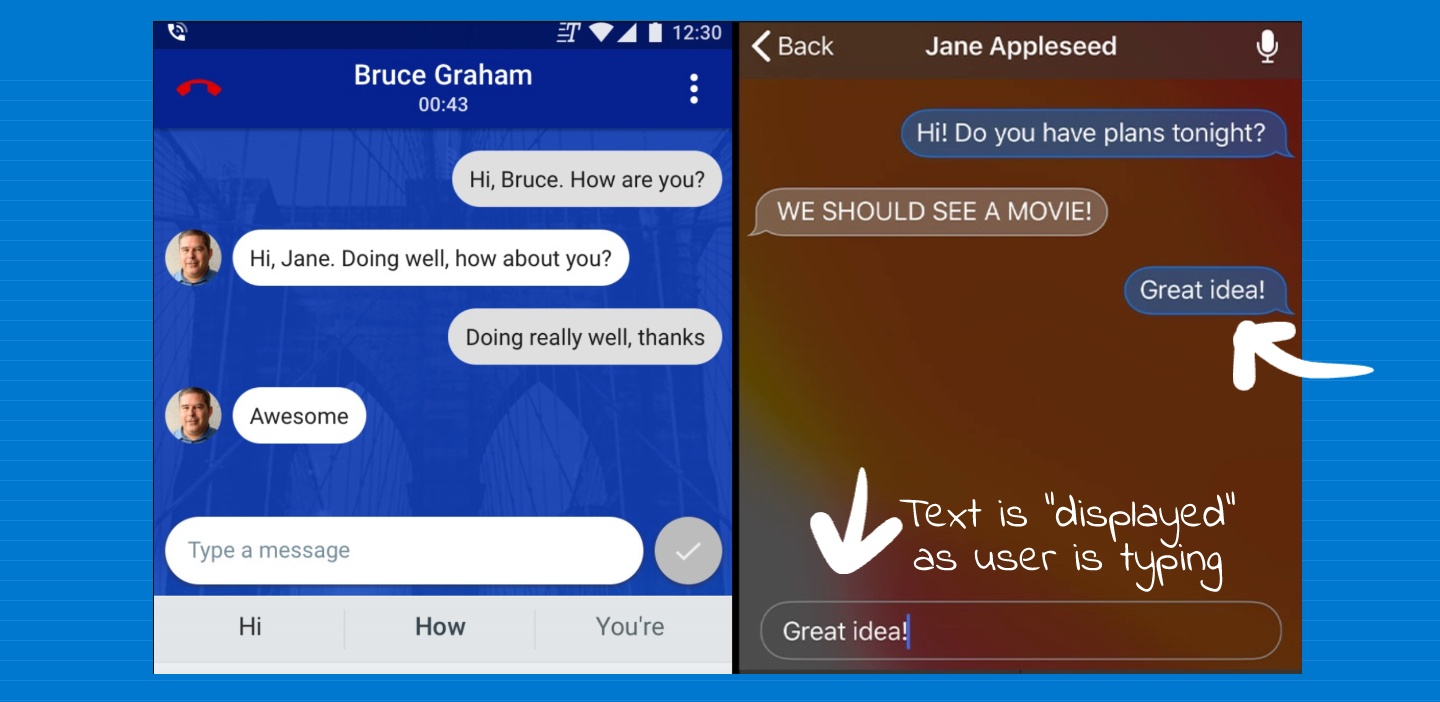 12:30
Bruce Graham
00:43
Hi, Bruce. How are you?
Hi, Jane. Doing well, how about you?
Doing really well, thanks
Awesome
Type a message
Hi
How
You're
Back
Jane Appleseed
Hi! Do you have plans tonight?
WE SHOULD SEE A MOVIE!
Great idea!
Text is "displayed"
as user is typing
Great idea!